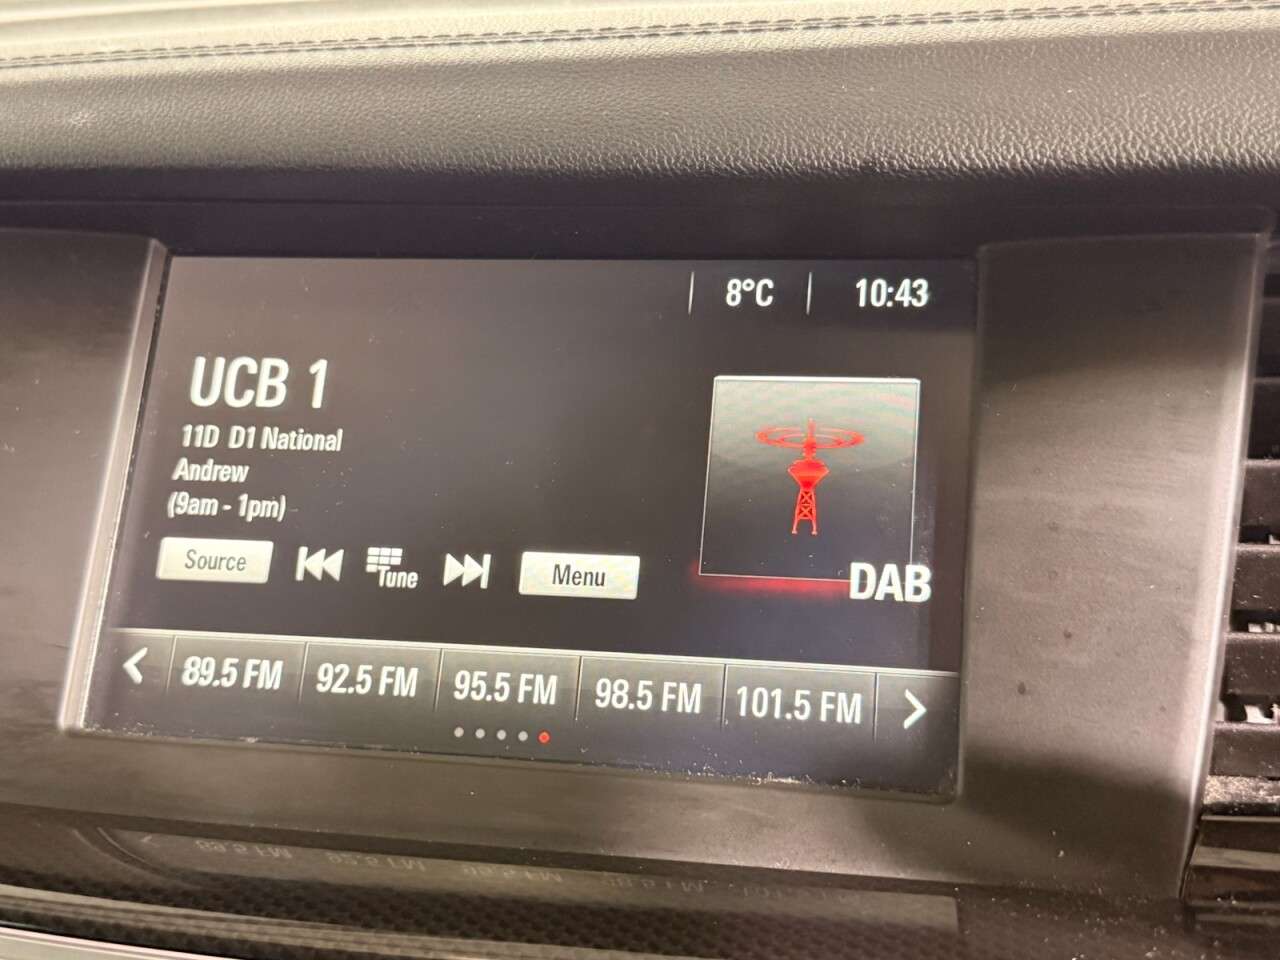 8°C 10:43
UCB 1
11D D1 National
Andrew
(9am - 1pm)
Source Tune Menu
DAB
89.5 FM 92.5 FM 95.5 FM 98.5 FM 101.5 FM